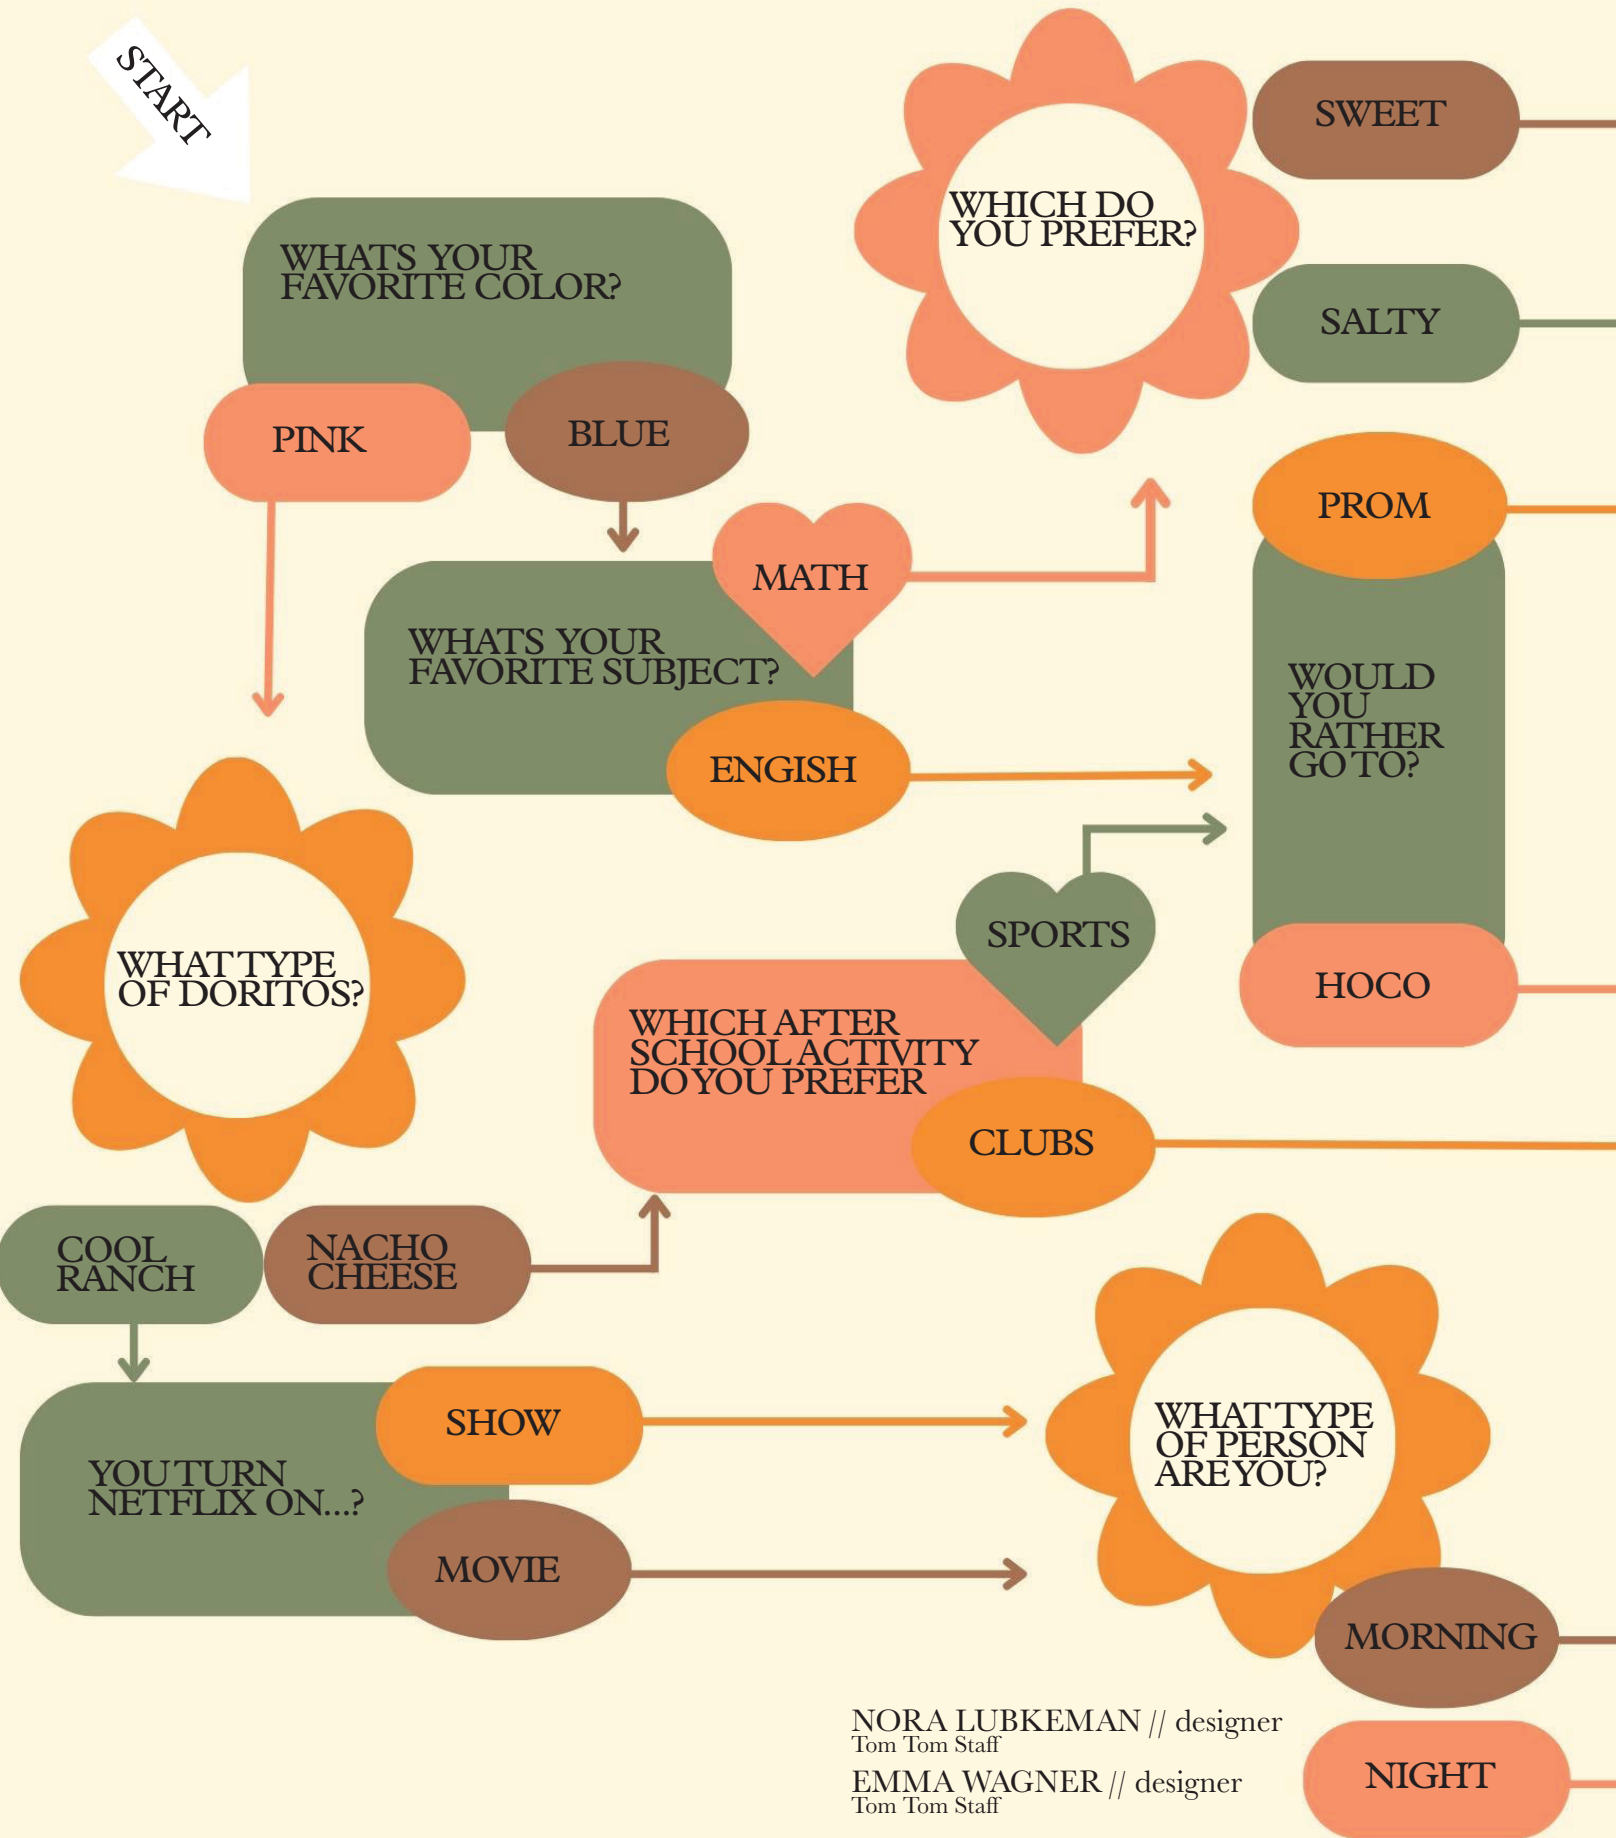 START
WHATS YOUR
FAVORITE COLOR?
PINK
BLUE
WHATS YOUR
FAVORITE SUBJECT?
MATH
ENGISH
WHICH DO
YOU PREFER?
SWEET
SALTY
PROM
WOULD
YOU
RATHER
GO TO?
HOCO
WHAT TYPE
OF DORITOS?
COOL
RANCH
NACHO
CHEESE
WHICH AFTER
SCHOOL ACTIVITY
DO YOU PREFER
SPORTS
CLUBS
YOU TURN
NETFLIX ON...?
SHOW
MOVIE
WHAT TYPE
OF PERSON
ARE YOU?
MORNING
NIGHT
NORA LUBKEMAN // designer
Tom Tom Staff
EMMA WAGNER // designer
Tom Tom Staff